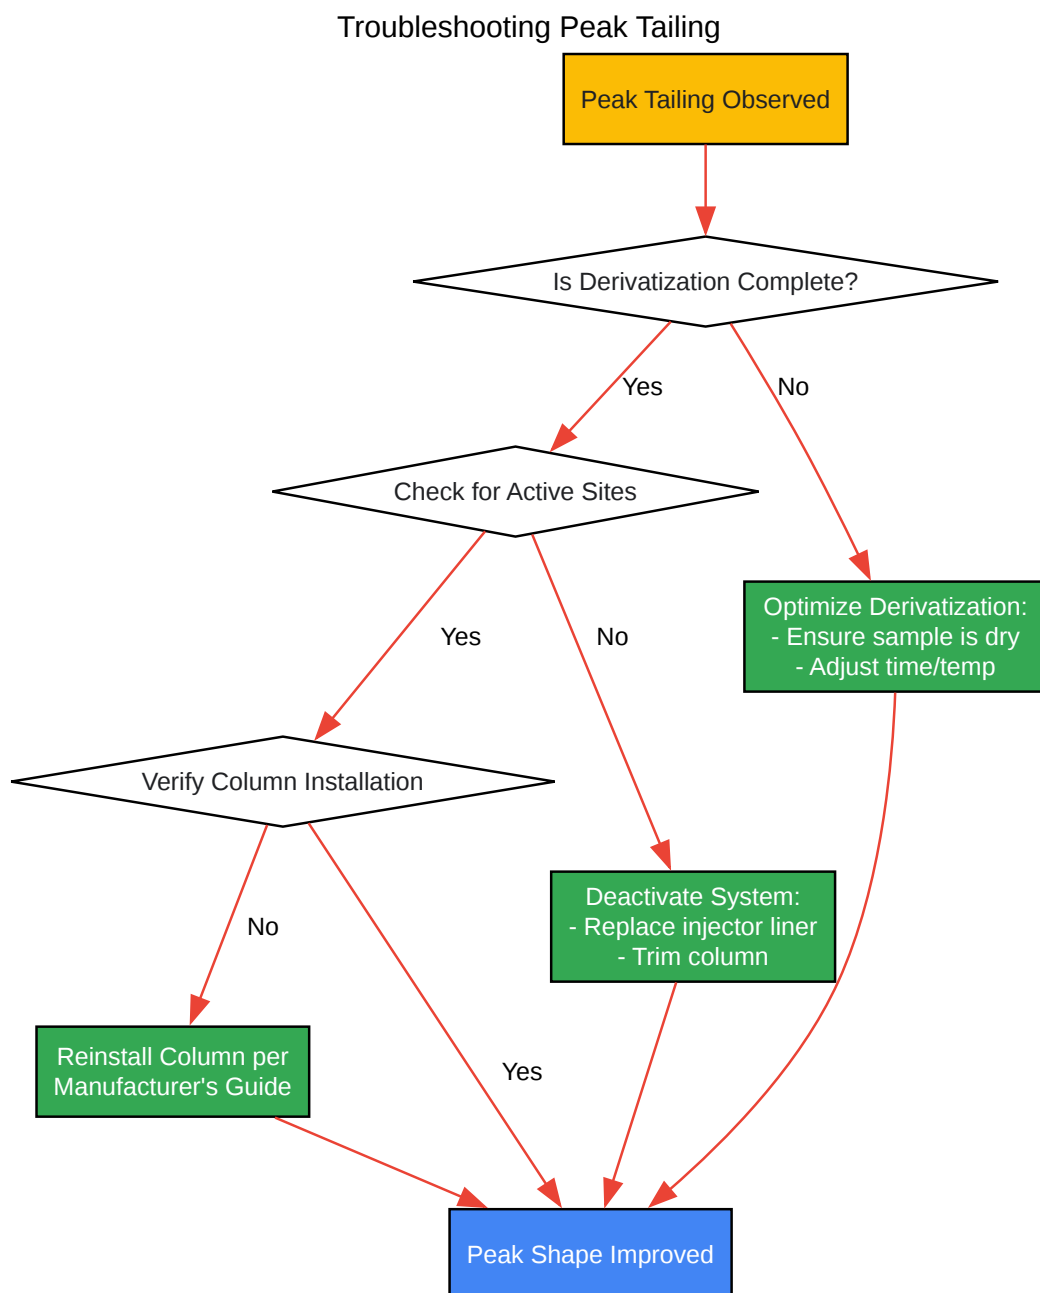 Troubleshooting Peak Tailing
Peak Tailing Observed
Is Derivatization Complete?
Yes
No
Check for Active Sites
Optimize Derivatization:
- Ensure sample is dry
- Adjust time/temp
Yes
No
Verify Column Installation
Deactivate System:
- Replace injector liner
- Trim column
No
Reinstall Column per
Manufacturer's Guide
Yes
Peak Shape Improved